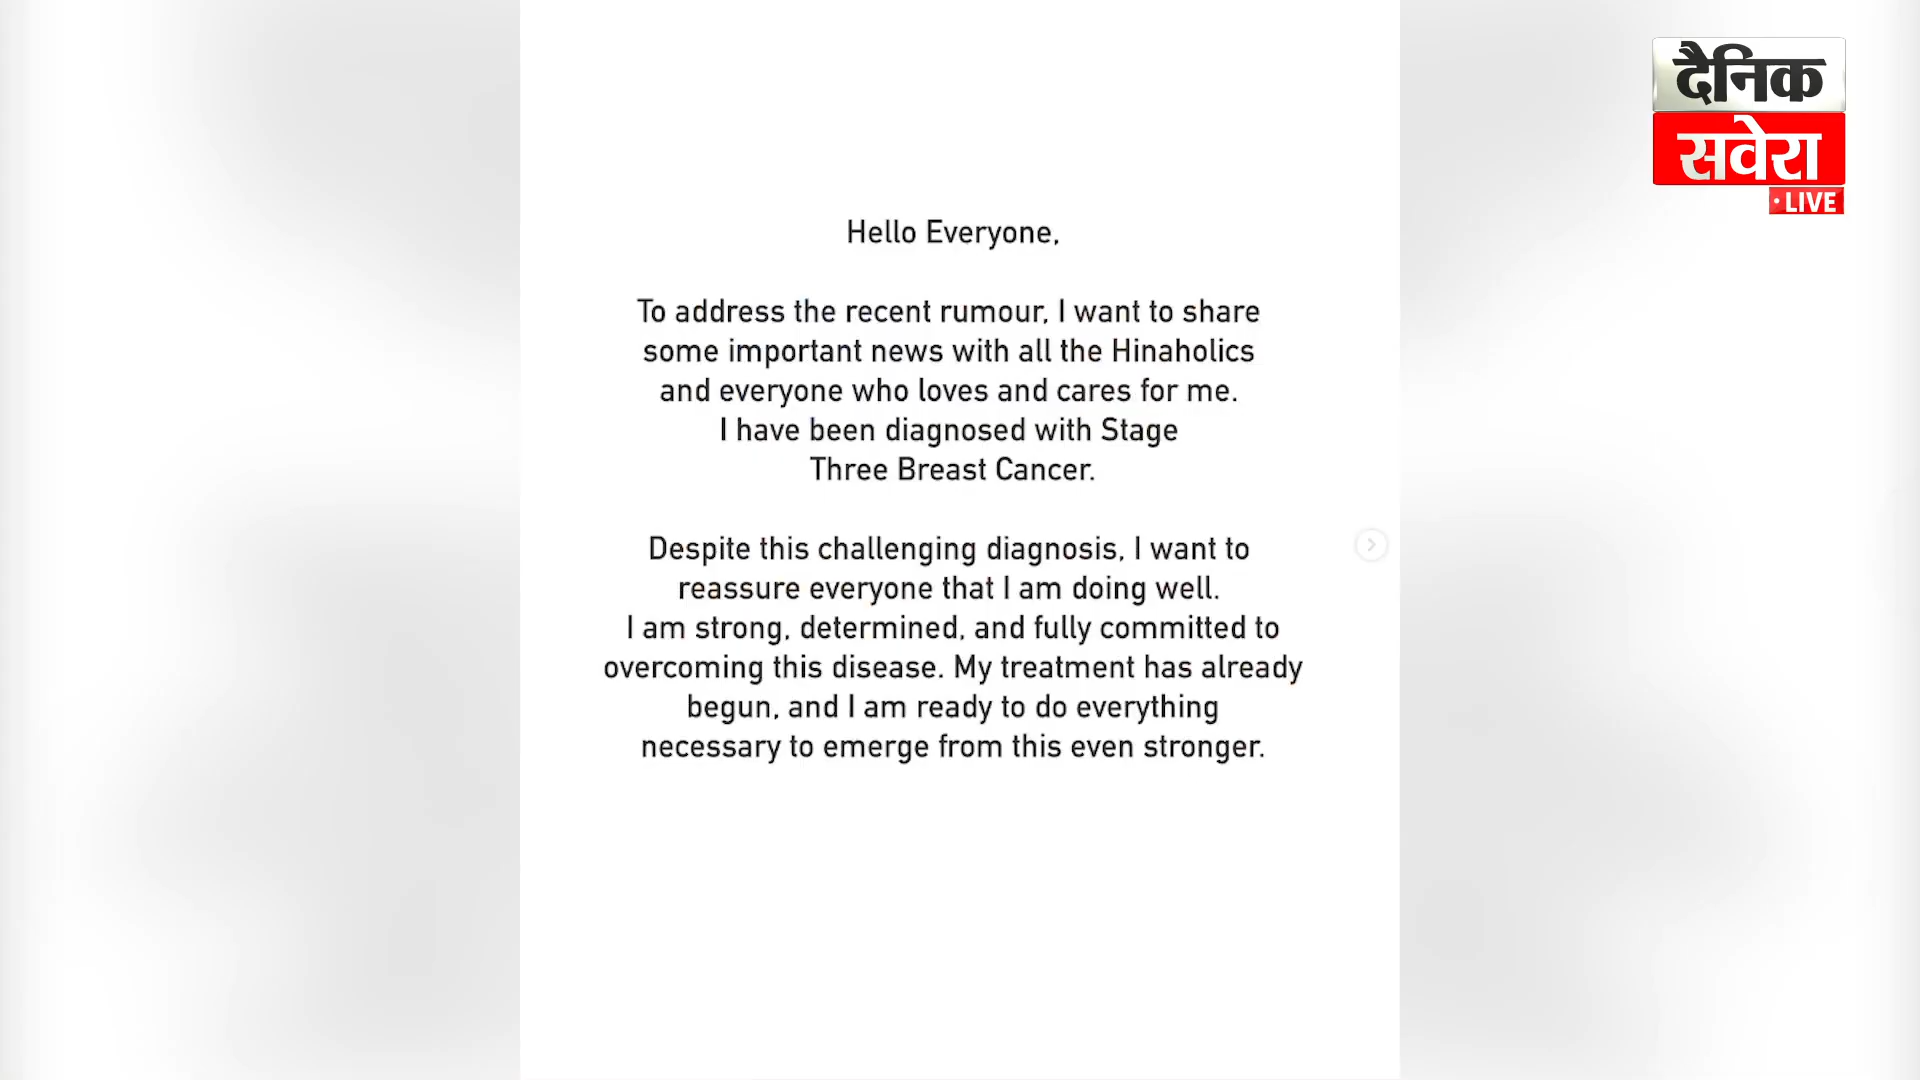 दैनिक
सवेरा
LIVE
Hello Everyone,
To address the recent rumour, I want to share
some important news with all the Hinaholics
and everyone who loves and cares for me.
I have been diagnosed with Stage
Three Breast Cancer.
Despite this challenging diagnosis, I want to
reassure everyone that I am doing well.
I am strong, determined, and fully committed to
overcoming this disease. My treatment has already
begun, and I am ready to do everything
necessary to emerge from this even stronger.